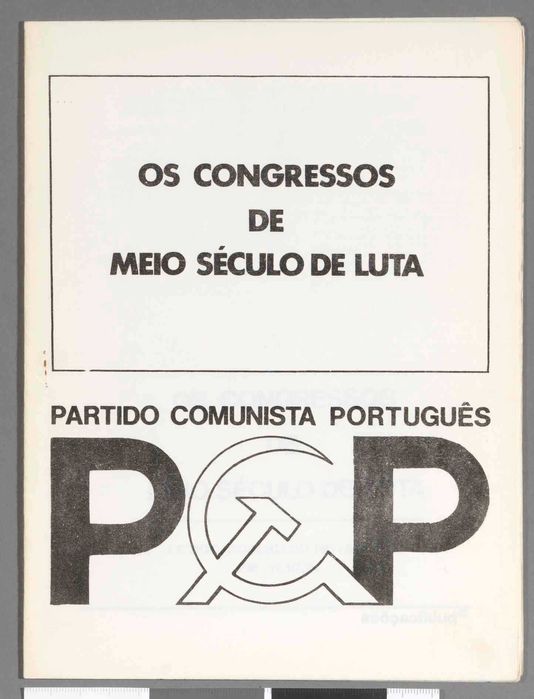 OS CONGRESSOS
DE
MEIO SÉCULO DE LUTA
PARTIDO COMUNISTA PORTUGUÊS
PCP